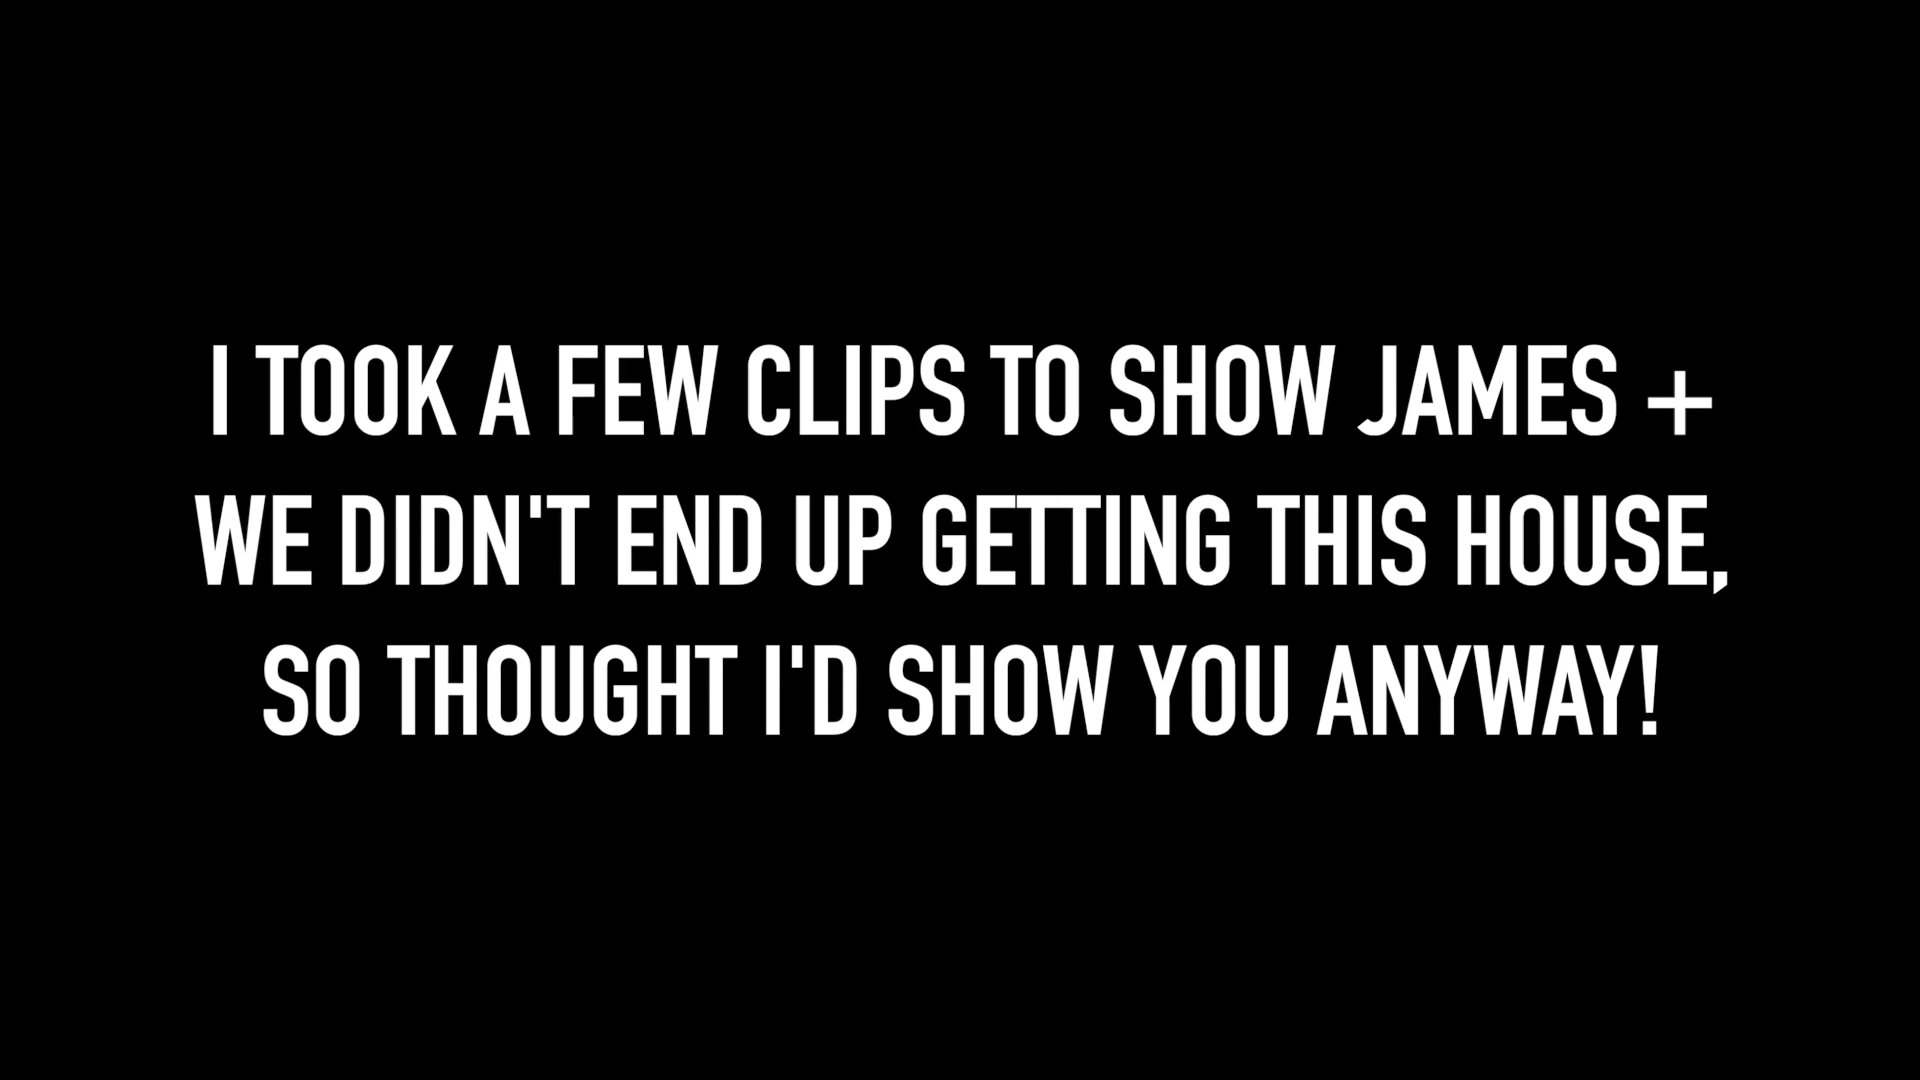 I TOOK A FEW CLIPS TO SHOW JAMES +
WE DIDN'T END UP GETTING THIS HOUSE,
SO THOUGHT I'D SHOW YOU ANYWAY!